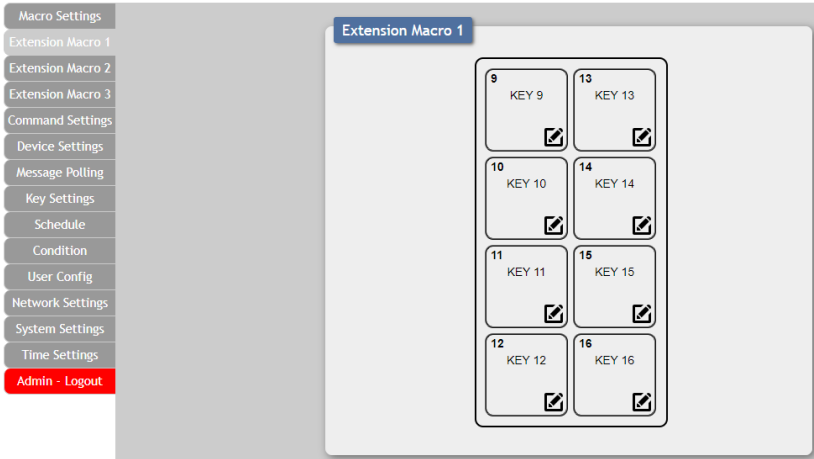 Macro Settings
Extension Macro 1
Extension Macro 2
Extension Macro 3
Command Settings
Device Settings
Message Polling
Key Settings
Schedule
Condition
User Config
Network Settings
System Settings
Time Settings
Admin - Logout
Extension Macro 1
9
KEY 9
13
KEY 13
10
KEY 10
14
KEY 14
11
KEY 11
15
KEY 15
12
KEY 12
16
KEY 16